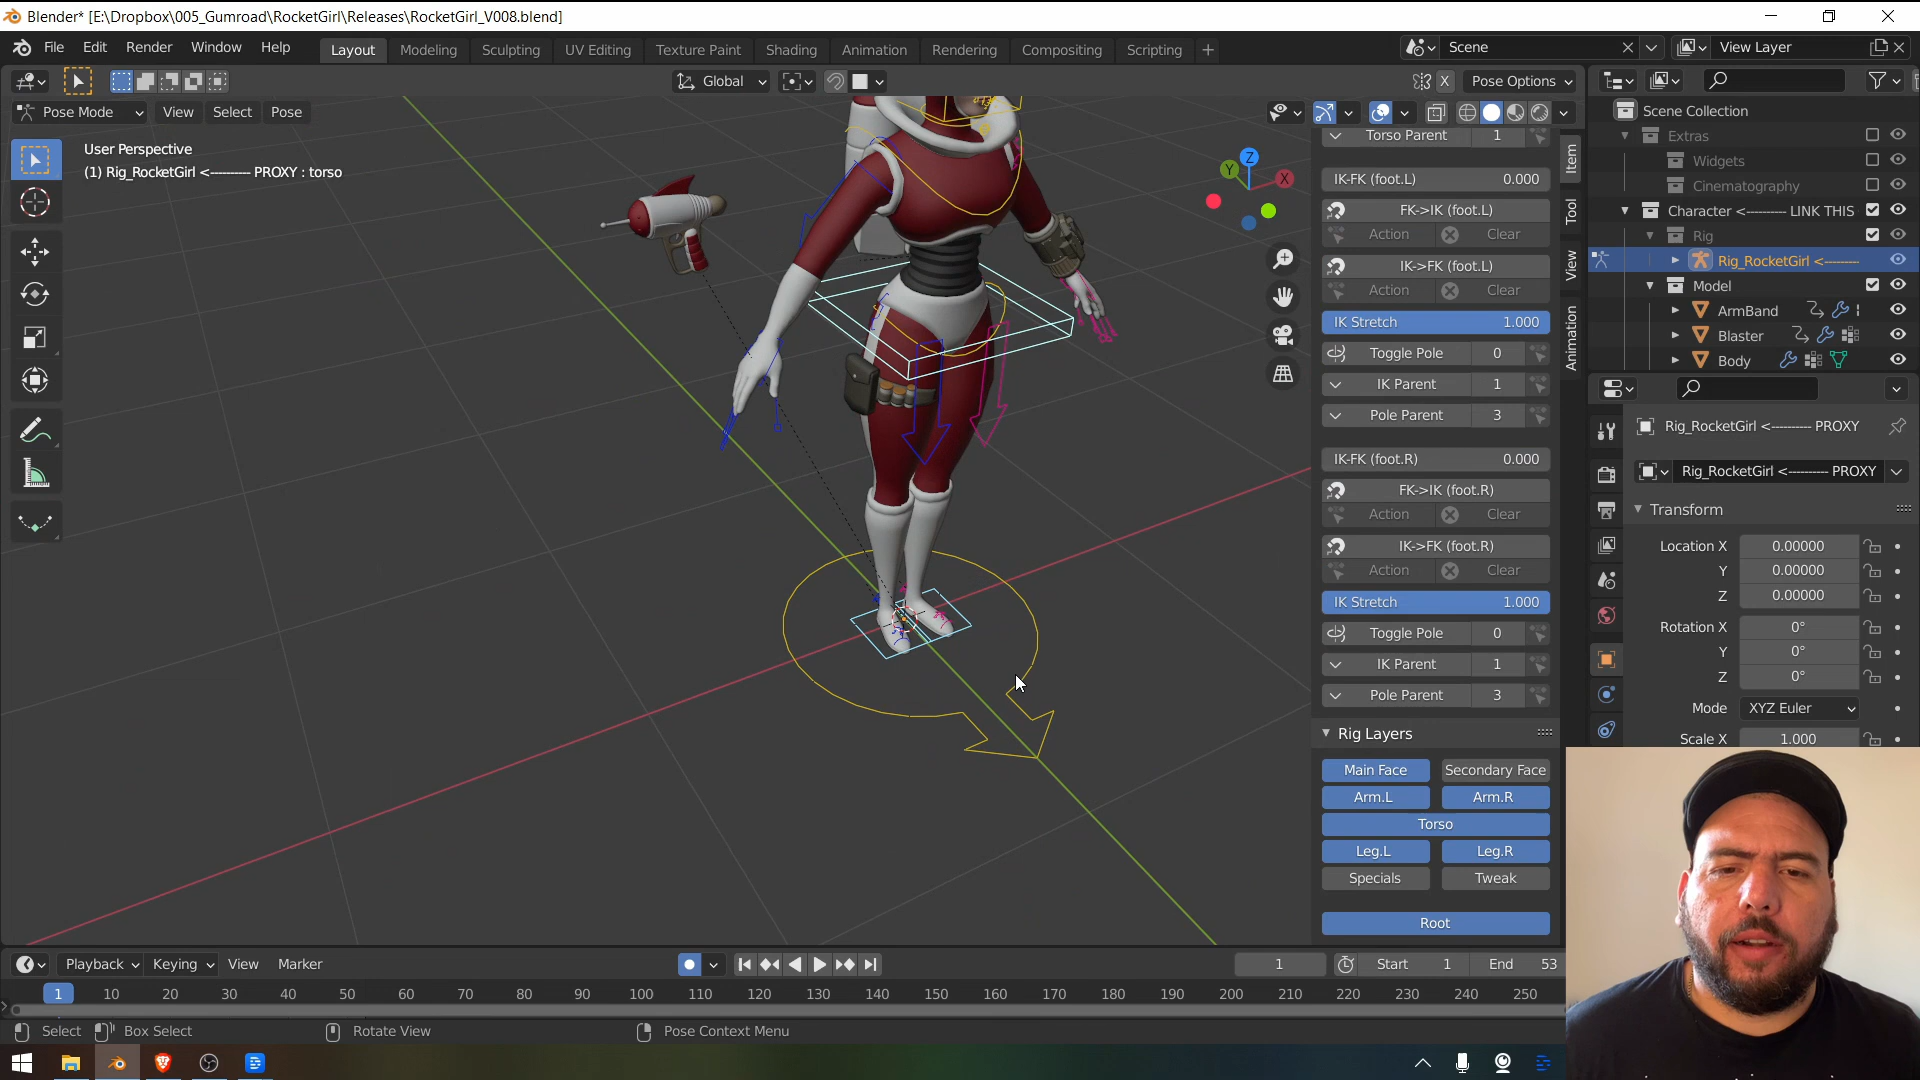 Blender* [E:\Dropbox\005_Gumroad\RocketGirl\Releases\RocketGirl_V008.blend]
File Edit Render Window Help Layout Modeling Sculpting UV Editing Texture Paint Shading Animation Rendering Compositing Scripting + Scene View Layer
Global X Pose Options
Pose Mode View Select Pose
User Perspective
(1) Rig_RocketGirl <---------- PROXY : torso
Z
Y
X
Torso Parent 1
IK-FK (foot.L) 0.000
FK->IK (foot.L)
Action Clear
IK->FK (foot.L)
Action Clear
IK Stretch 1.000
Toggle Pole 0
IK Parent 1
Pole Parent 3
IK-FK (foot.R) 0.000
FK->IK (foot.R)
Action Clear
IK->FK (foot.R)
Action Clear
IK Stretch 1.000
Toggle Pole 0
IK Parent 1
Pole Parent 3
Rig Layers
Main Face Secondary Face
Arm.L Arm.R
Torso
Leg.L Leg.R
Specials Tweak
Root
Item
Tool
View
Animation
Scene Collection
Extras
Widgets
Cinematography
Character <---------- LINK THIS
Rig
Rig_RocketGirl <---------
Model
ArmBand
Blaster
Body
Rig_RocketGirl <---------- PROXY
Rig_RocketGirl <---------- PROXY
Transform
Location X 0.00000
Y 0.00000
Z 0.00000
Rotation X 0°
Y 0°
Z 0°
Mode XYZ Euler
Scale X 1.000
Playback Keying View Marker 1 Start 1 End 53
1 10 20 30 40 50 60 70 80 90 100 110 120 130 140 150 160 170 180 190 200 210 220 230 240 250
Select Box Select Rotate View Pose Context Menu